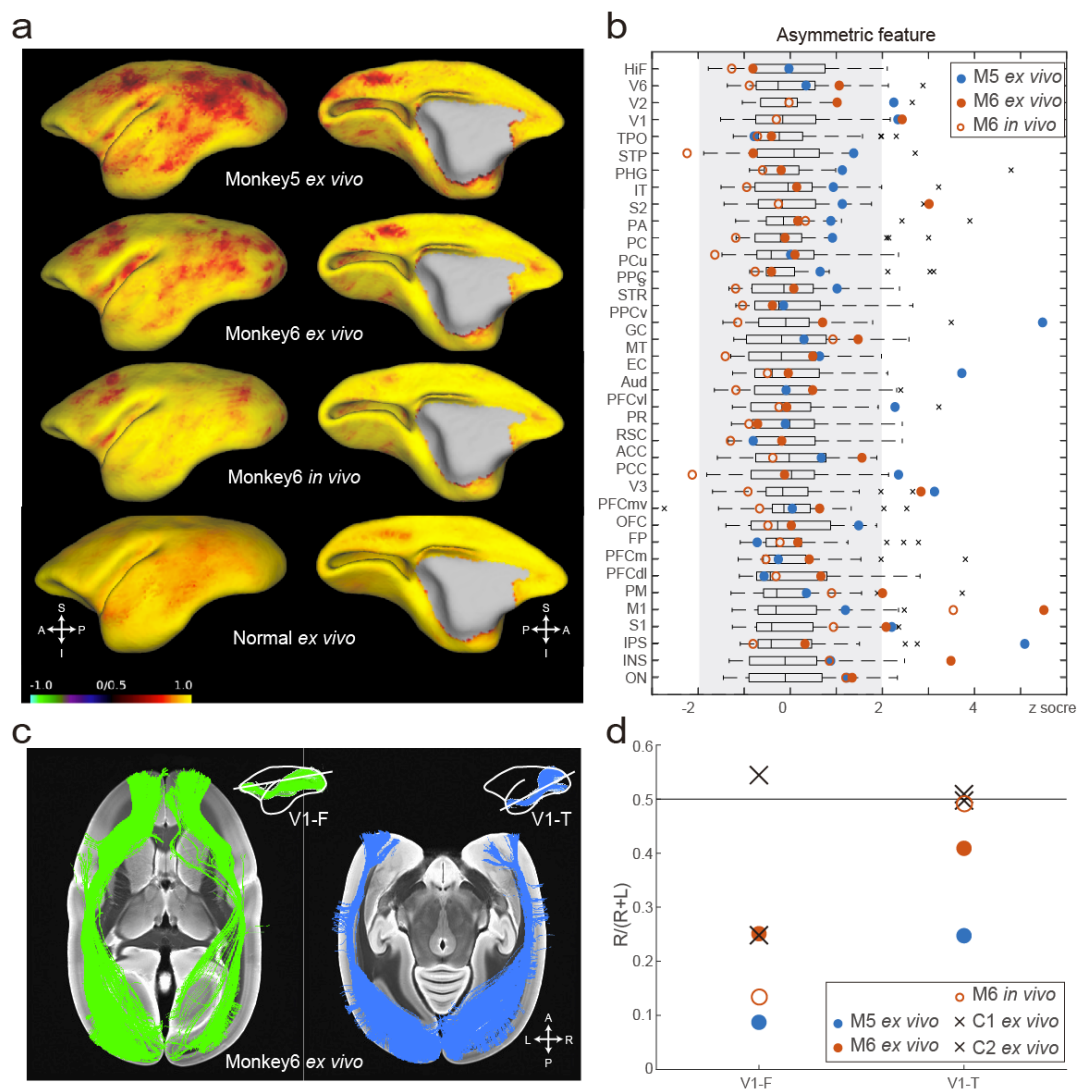 a
Monkey5 ex vivo
Monkey6 ex vivo
Monkey6 in vivo
Normal ex vivo
S
A P
I
S
P A
I
-1.0 0/0.5 1.0
b
Asymmetric feature
M5 ex vivo
M6 ex vivo
M6 in vivo
HiF
V6
V2
V1
TPO
STP
PHG
IT
S2
PA
PC
PCu
PPs
STR
PPCv
GC
MT
EC
Aud
PFCvl
PR
RSC
ACC
PCC
V3
PFCmv
OFC
FP
PFCm
PFCdl
PM
M1
S1
IPS
INS
ON
-2 0 2 4 z socre
c
V1-F
V1-T
A
L R
P
Monkey6 ex vivo
d
R/(R+L)
0.6
0.5
0.4
0.3
0.2
0.1
0
M6 in vivo
M5 ex vivo
C1 ex vivo
M6 ex vivo
C2 ex vivo
V1-F V1-T